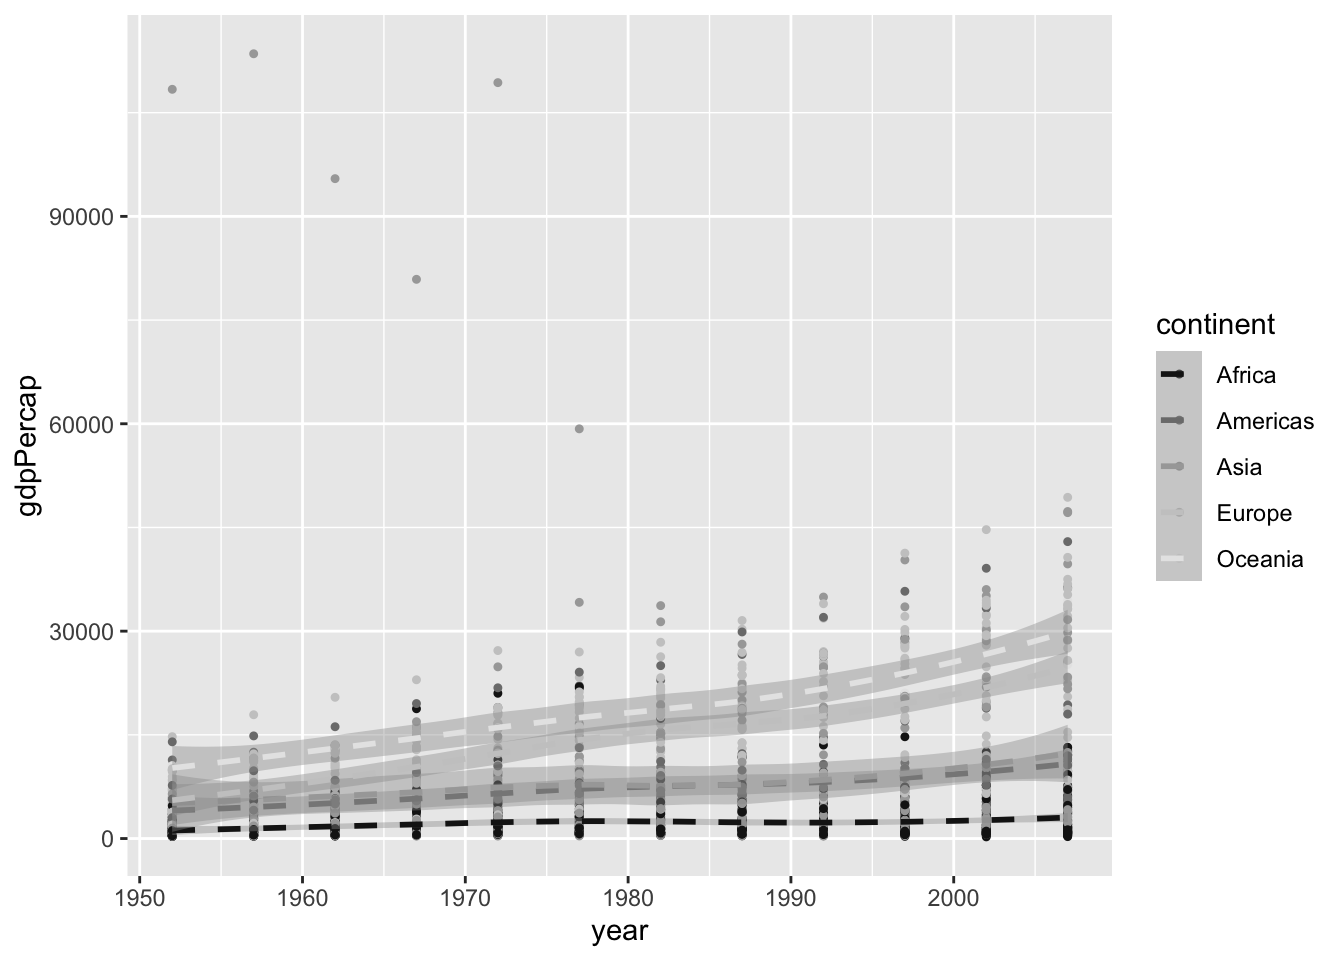 90000
60000
30000
0
gdpPercap
1950 1960 1970 1980 1990 2000
year
continent
Africa
Americas
Asia
Europe
Oceania